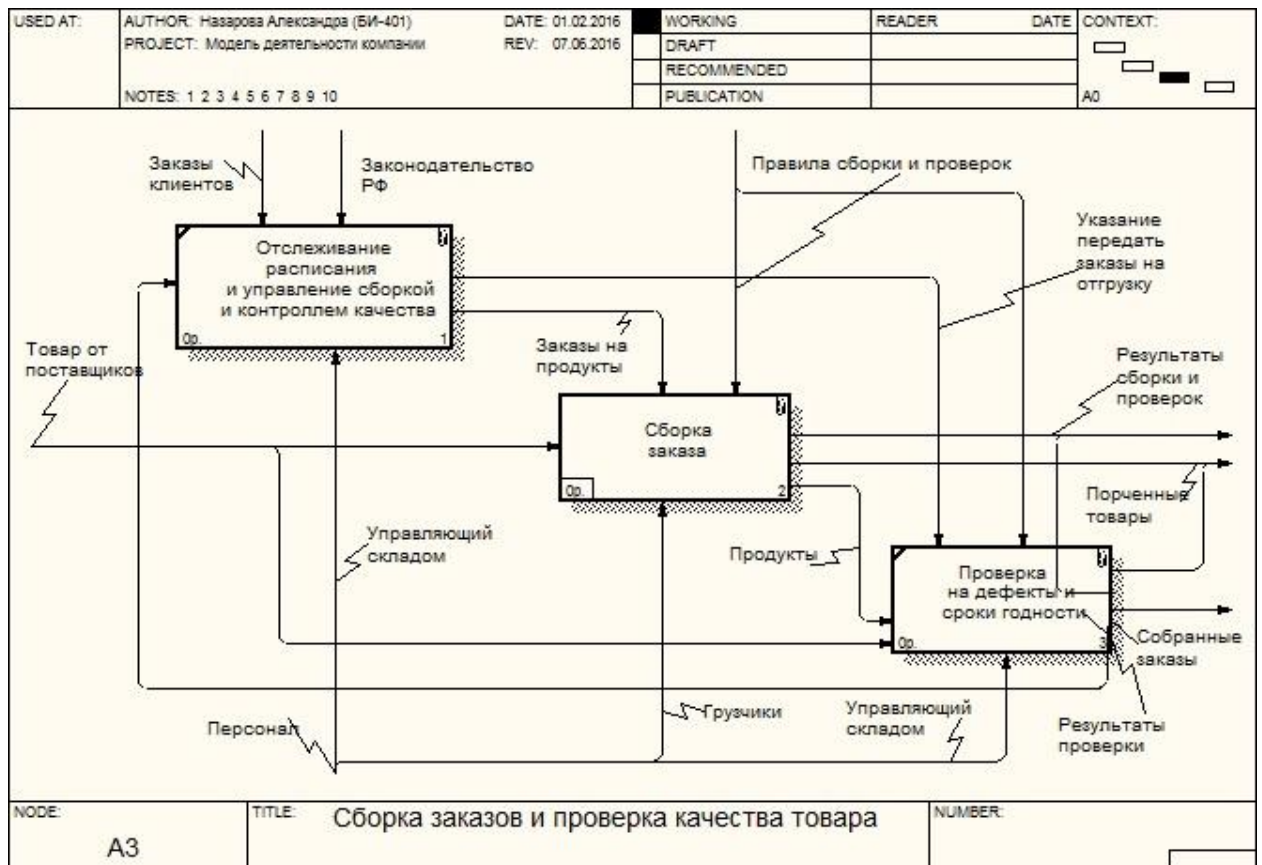 USED AT:
AUTHOR: Назарова Александра (БИ-401)
DATE: 01.02.2016
PROJECT: Модель деятельности компании
REV: 07.06.2016
NOTES: 1 2 3 4 5 6 7 8 9 10
WORKING
DRAFT
RECOMMENDED
PUBLICATION
READER
DATE
CONTEXT:
A0
Заказы
клиентов
Законодательство
РФ
Правила сборки и проверок
Указание
передать
заказы на
отгрузку
Отслеживание
расписания
и управление сборкой
и контроллем качества
0р.
1
Товар от
поставщиков
Заказы на
продукты
Результаты
сборки и
проверок
Сборка
заказа
0р.
2
Порченные
товары
Управляющий
складом
Продукты
Проверка
на дефекты и
сроки годности
0р.
3
Собранные
заказы
Персонал
Грузчики
Управляющий
складом
Результаты
проверки
NODE:
A3
TITLE:
Сборка заказов и проверка качества товара
NUMBER: